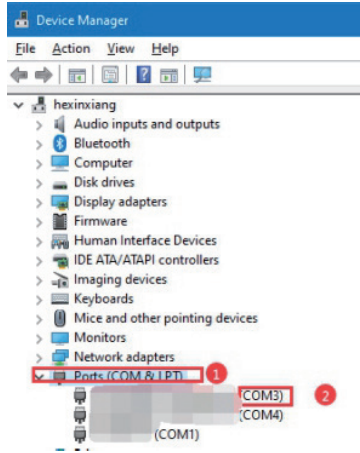 Device Manager
File Action View Help
hexinxiang
Audio inputs and outputs
Bluetooth
Computer
Disk drives
Display adapters
Firmware
Human Interface Devices
IDE ATA/ATAPI controllers
Imaging devices
Keyboards
Mice and other pointing devices
Monitors
Network adapters
Ports (COM & LPT) 1
(COM3) 2
(COM4)
(COM1)